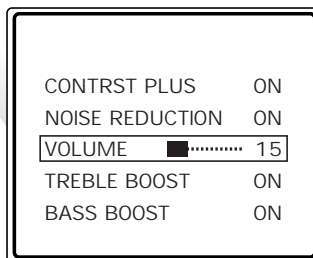 CONTRST PLUS ON
NOISE REDUCTION ON
VOLUME 15
TREBLE BOOST ON
BASS BOOST ON